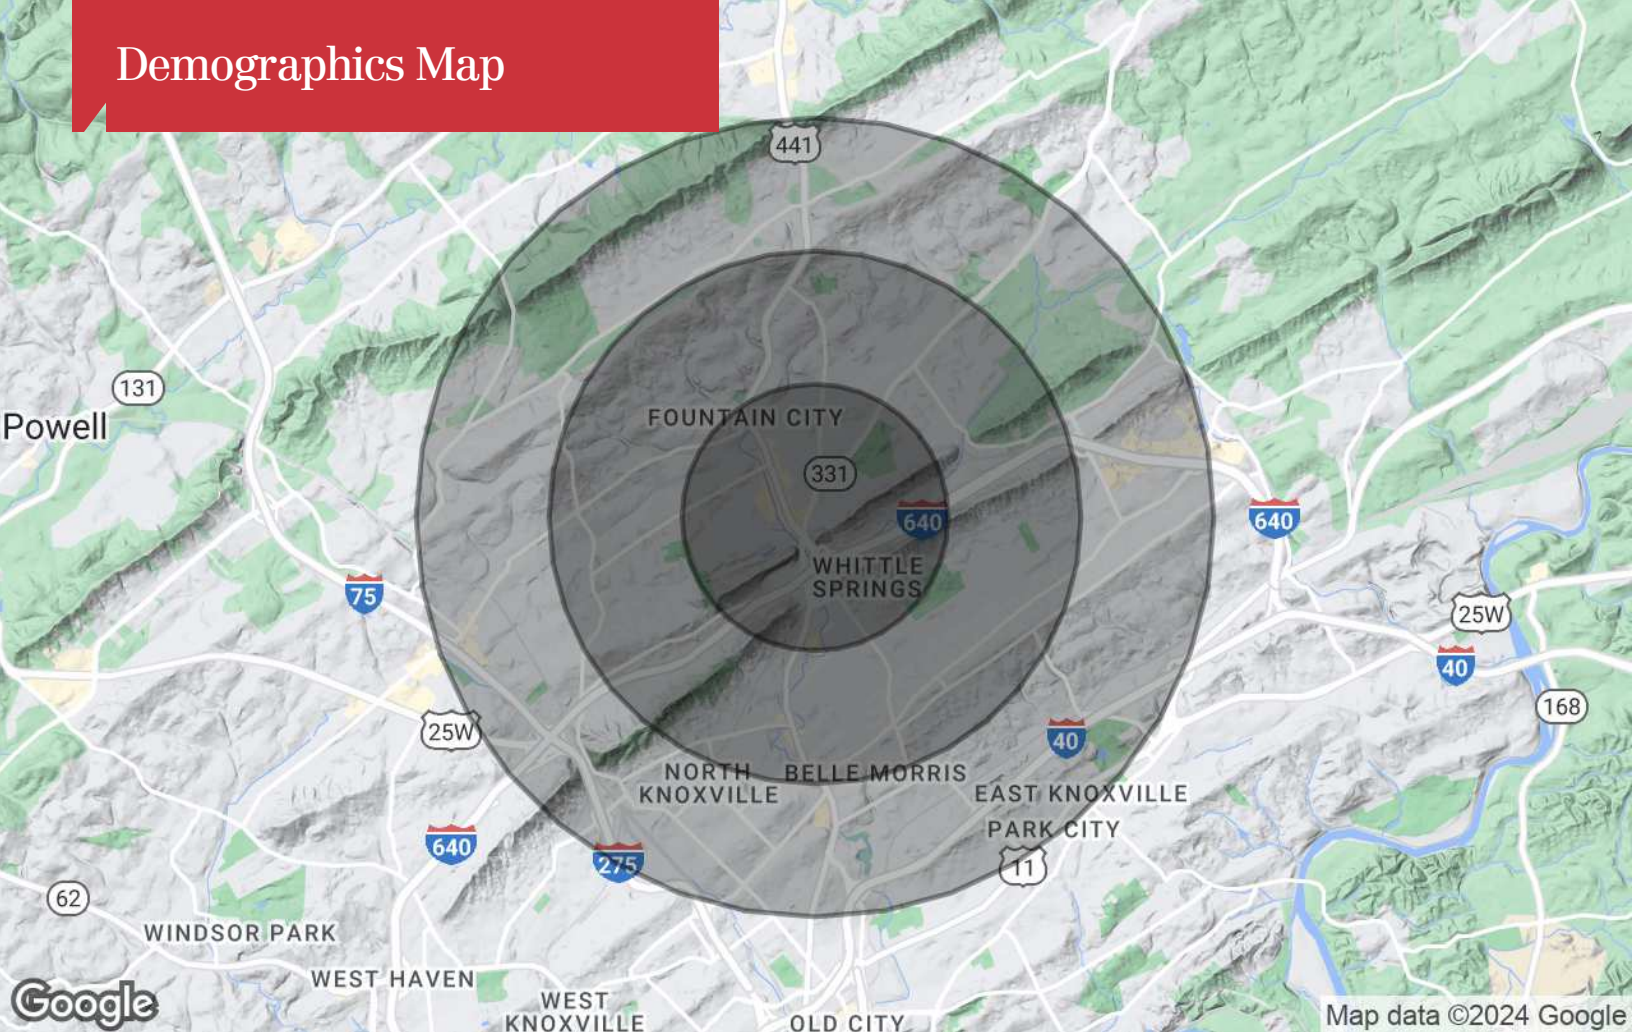 Demographics Map
441
131
Powell
FOUNTAIN CITY
331
640
640
WHITTLE
SPRINGS
75
25W
40
168
25W
40
NORTH
KNOXVILLE
BELLE MORRIS
EAST KNOXVILLE
PARK CITY
640
275
11
62
WINDSOR PARK
WEST HAVEN
WEST
KNOXVILLE
OLD CITY
Google
Map data ©2024 Google